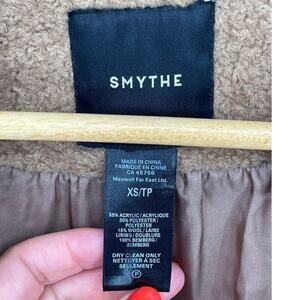 SMYTHE
MADE IN CHINA
FABRIQUE EN CHINE
CA 45756
Maxwell Far East Ltd.
XS/TP
55% ACRYLIC/ACRYLIQUE
30% POLYESTER/
POLYESTER
15% WOOL/LAINE
LINING/DOUBLURE
100% BEMBERG/
BEMBERG
DRY CLEAN ONLY
NETTOYER A SEC
SEULEMENT
P